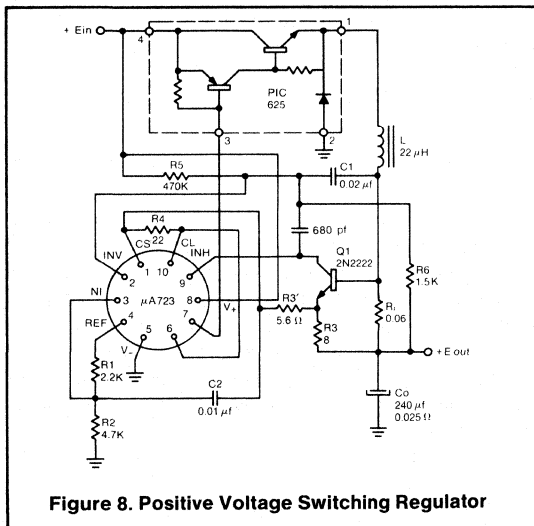 + Ein
4
1
PIC
625
3
2
L
22 μH
R5
470K
C1
0.02 μf
680 pf
R4
22
CS
CL
INV
1
10
INH
2
9
NI
3
μA723
8
V+
REF
4
7
V-
5
6
Q1
2N2222
R6
1.5K
R3'
5.6 Ω
R3
8
Ri
0.06
+ E out
R1
2.2K
C2
0.01 μf
R2
4.7K
Co
240 μf
0.025 Ω
Figure 8. Positive Voltage Switching Regulator